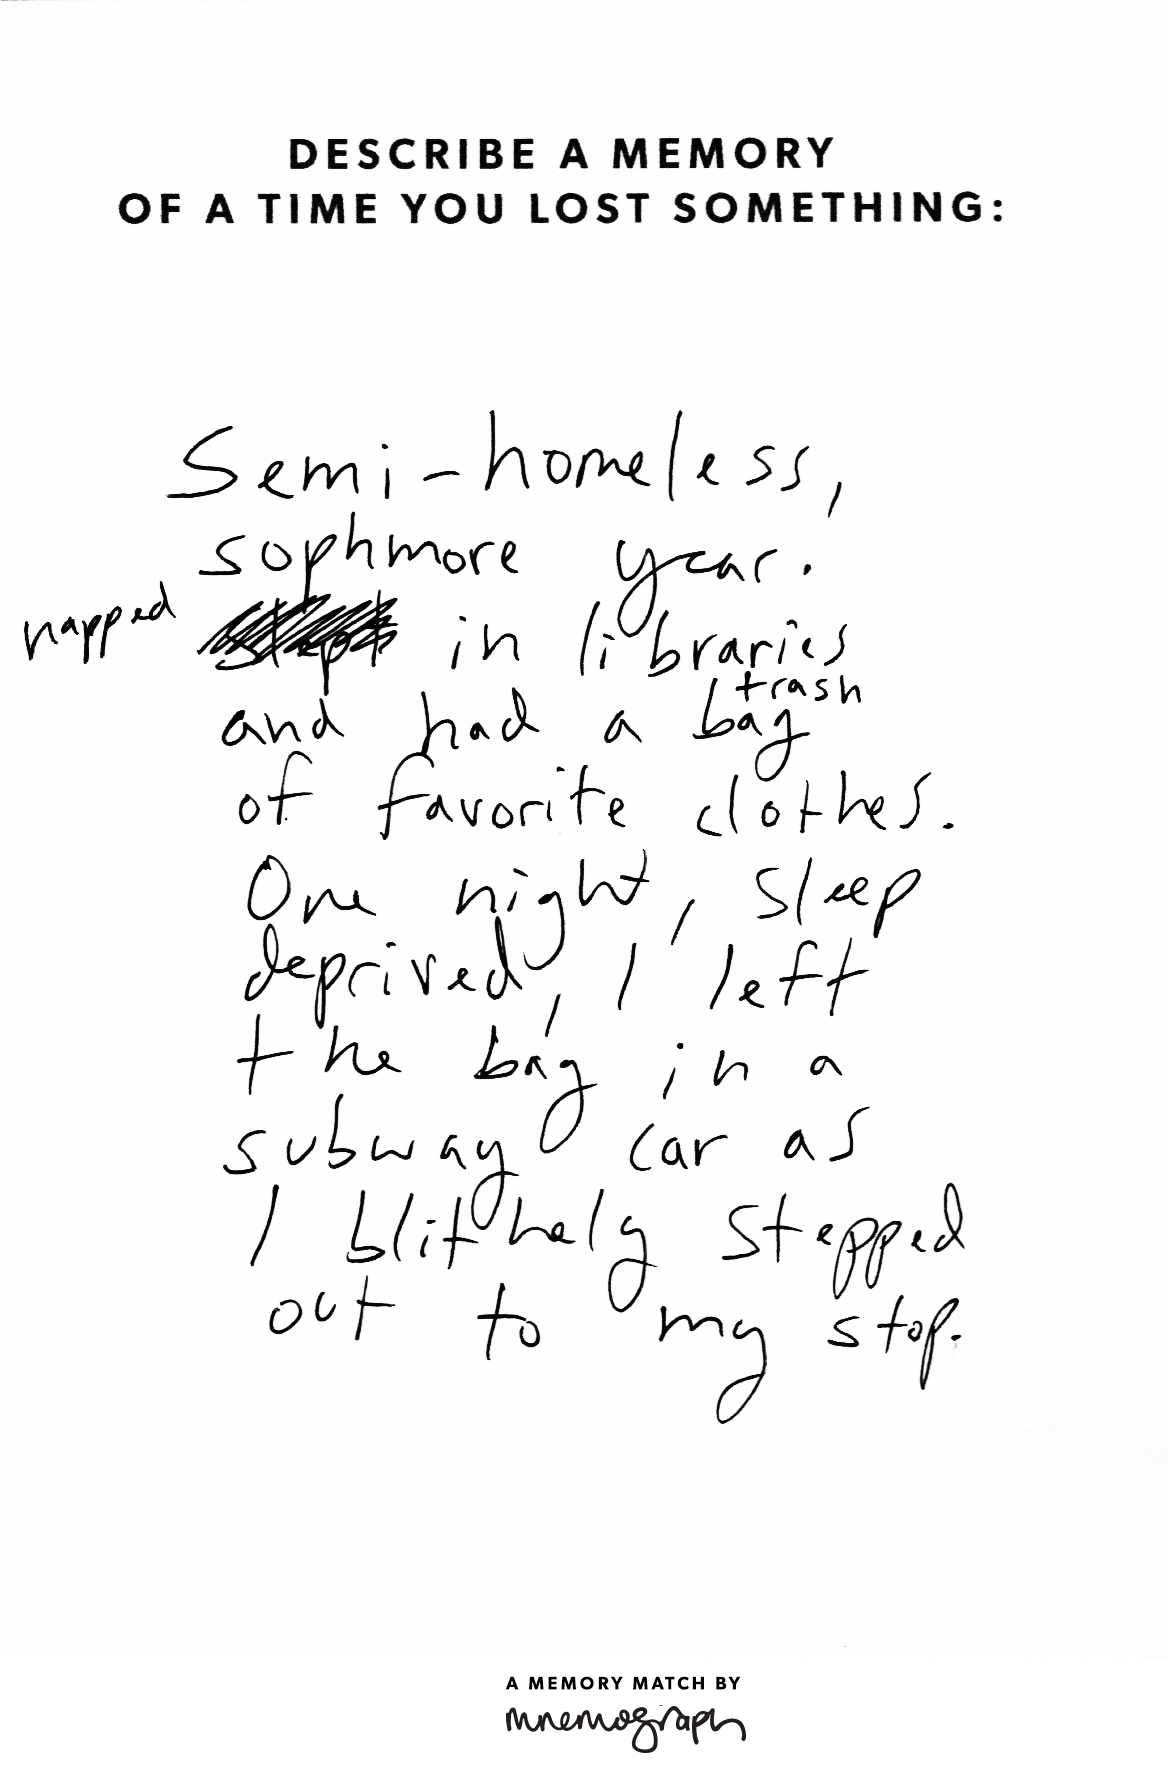 DESCRIBE A MEMORY
OF A TIME YOU LOST SOMETHING:
Semi-homeless,
sophmore year.
napped slept in libraries
trash
and had a bag
of favorite clothes.
One night, sleep
deprived, I left
the bag in a
subway car as
I blithely stepped
out to my stop.
A MEMORY MATCH BY
mnemograph